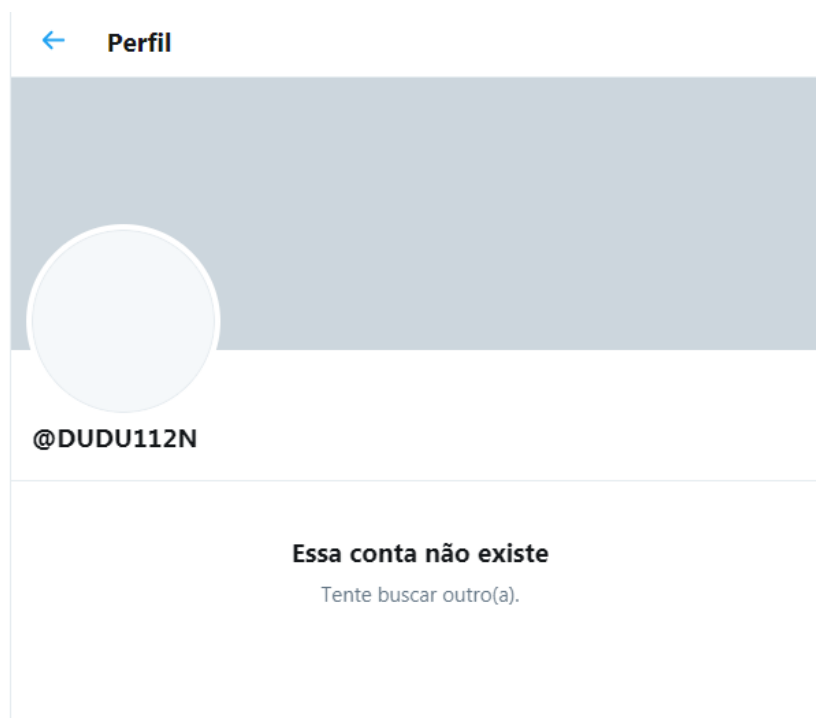 Perfil
@DUDU112N
Essa conta não existe
Tente buscar outro(a).